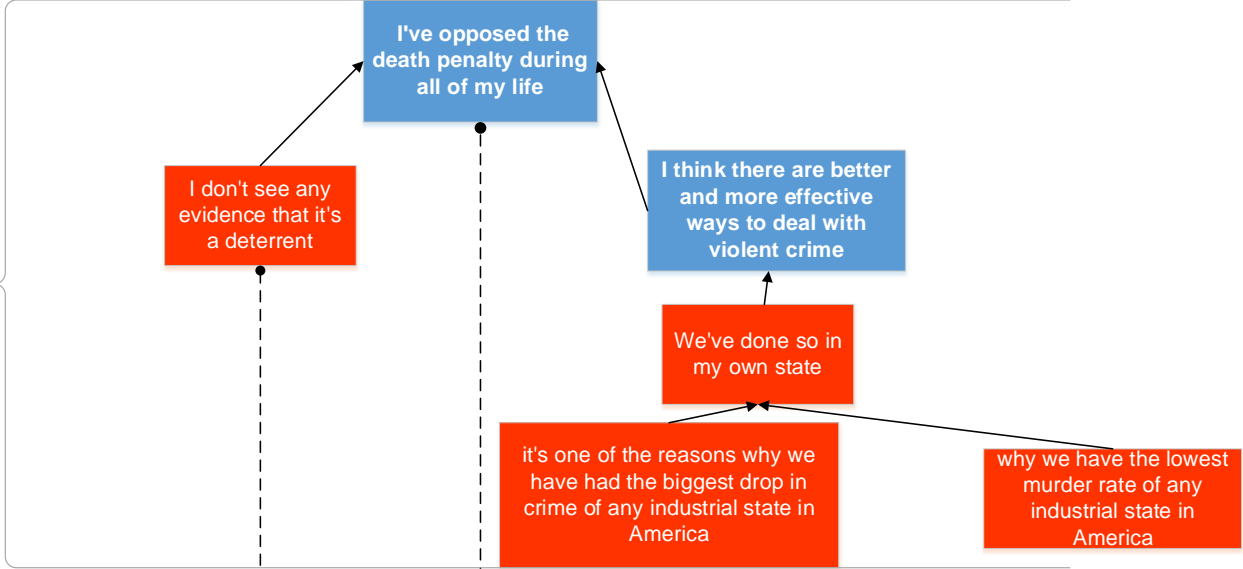 I've opposed the
death penalty during
all of my life
I don't see any
evidence that it's
a deterrent
I think there are better
and more effective
ways to deal with
violent crime
We've done so in
my own state
it's one of the reasons why we
have had the biggest drop in
crime of any industrial state in
America
why we have the lowest
murder rate of any
industrial state in
America